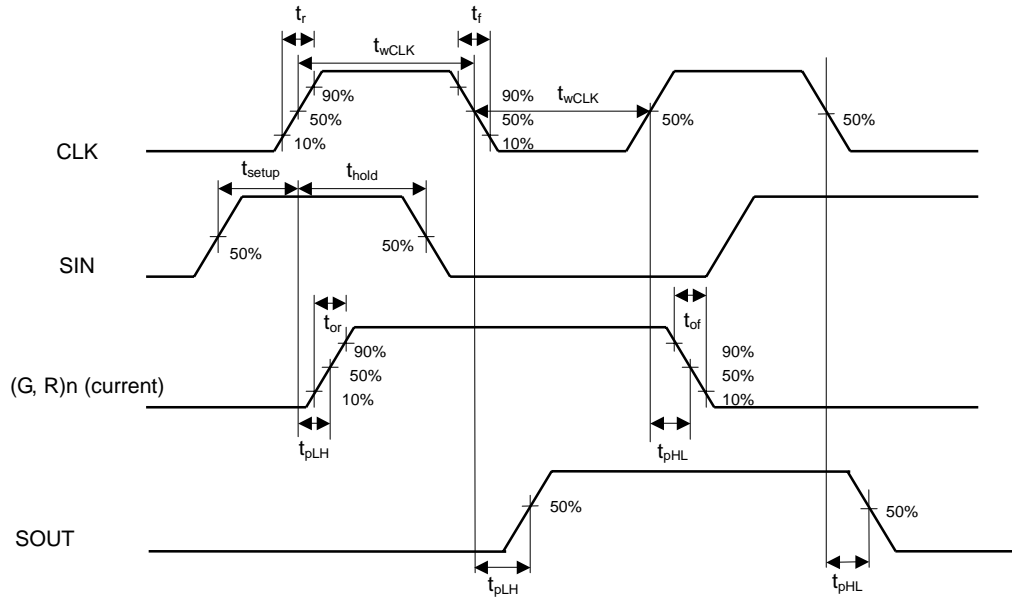 tr
tf
twCLK
90%
50%
10%
90%
50%
10%
twCLK
50%
50%
CLK
tsetup
thold
50%
50%
SIN
tor
tof
90%
50%
10%
90%
50%
10%
(G, R)n (current)
tpLH
tpHL
50%
50%
SOUT
tpLH
tpHL